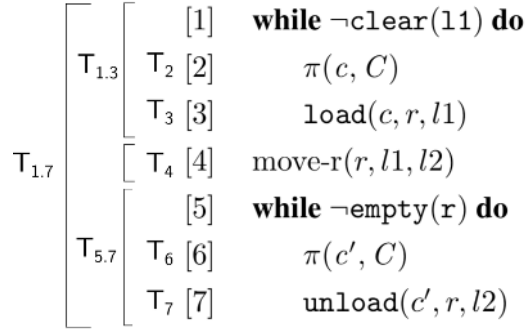 [1] while ¬clear(l1) do
T1.3 T2 [2] π(c, C)
T3 [3] load(c, r, l1)
T1.7 T4 [4] move-r(r, l1, l2)
[5] while ¬empty(r) do
T5.7 T6 [6] π(c′, C)
T7 [7] unload(c′, r, l2)